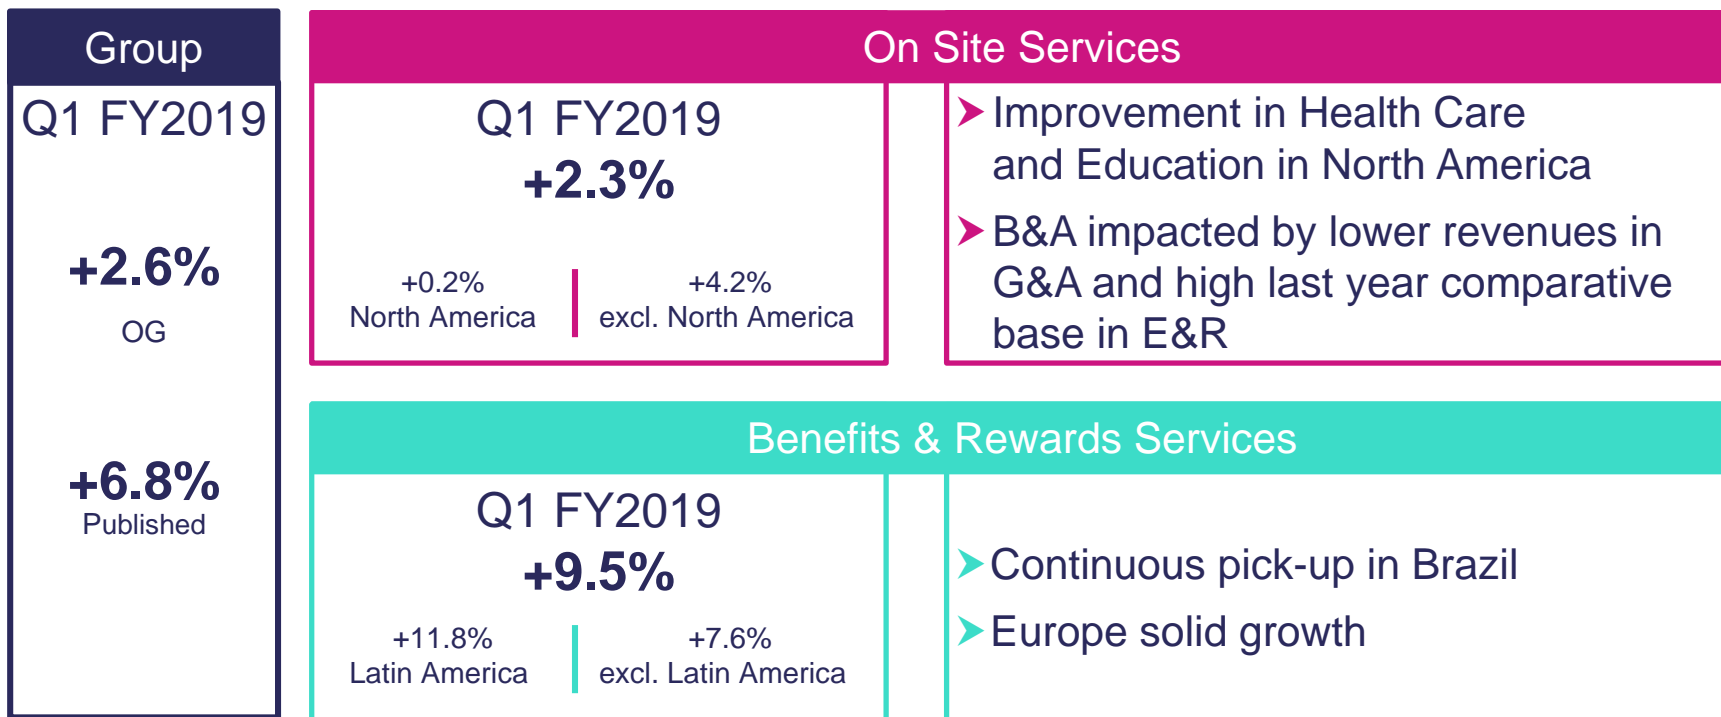 Group
Q1 FY2019
+2.6%
OG
+6.8%
Published
On Site Services
Q1 FY2019
+2.3%
+0.2%
North America
+4.2%
excl. North America
➤ Improvement in Health Care
and Education in North America
➤ B&A impacted by lower revenues in
G&A and high last year comparative
base in E&R
Benefits & Rewards Services
Q1 FY2019
+9.5%
+11.8%
Latin America
+7.6%
excl. Latin America
➤ Continuous pick-up in Brazil
➤ Europe solid growth